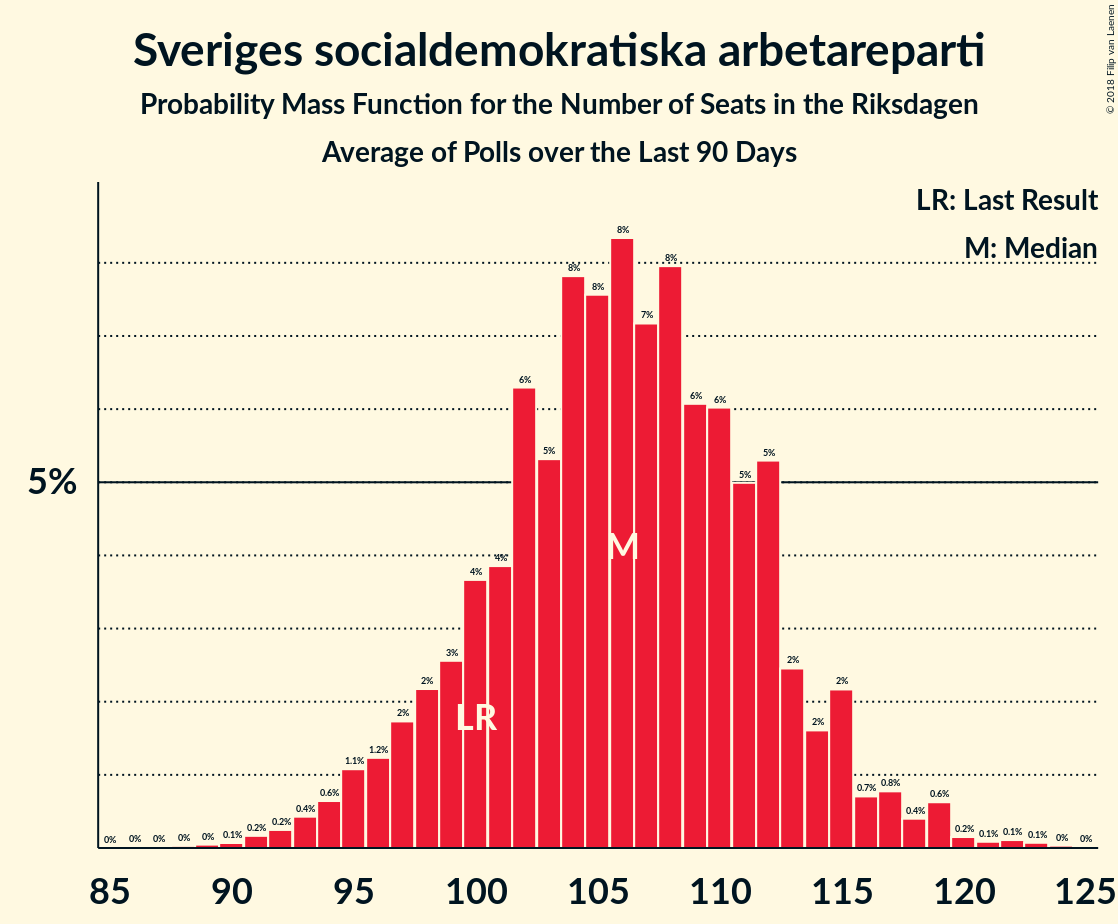 Sveriges socialdemokratiska arbetareparti
Probability Mass Function for the Number of Seats in the Riksdagen
Average of Polls over the Last 90 Days
© 2018 Filip van Laenen
LR: Last Result
M: Median
5%
0% 0% 0% 0% 0% 0.1% 0.2% 0.2% 0.4% 0.6% 1.1% 1.2% 2% 2% 3% 4% 4% 6% 5% 8% 8% 8% 7% 8% 6% 6% 5% 5% 2% 2% 2% 0.7% 0.8% 0.4% 0.6% 0.2% 0.1% 0.1% 0.1% 0% 0%
M
LR
85 90 95 100 105 110 115 120 125